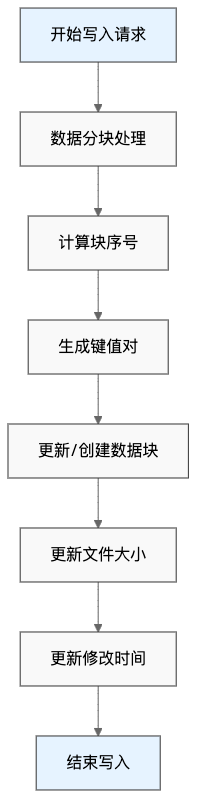 开始写入请求
数据分块处理
计算块序号
生成键值对
更新/创建数据块
更新文件大小
更新修改时间
结束写入